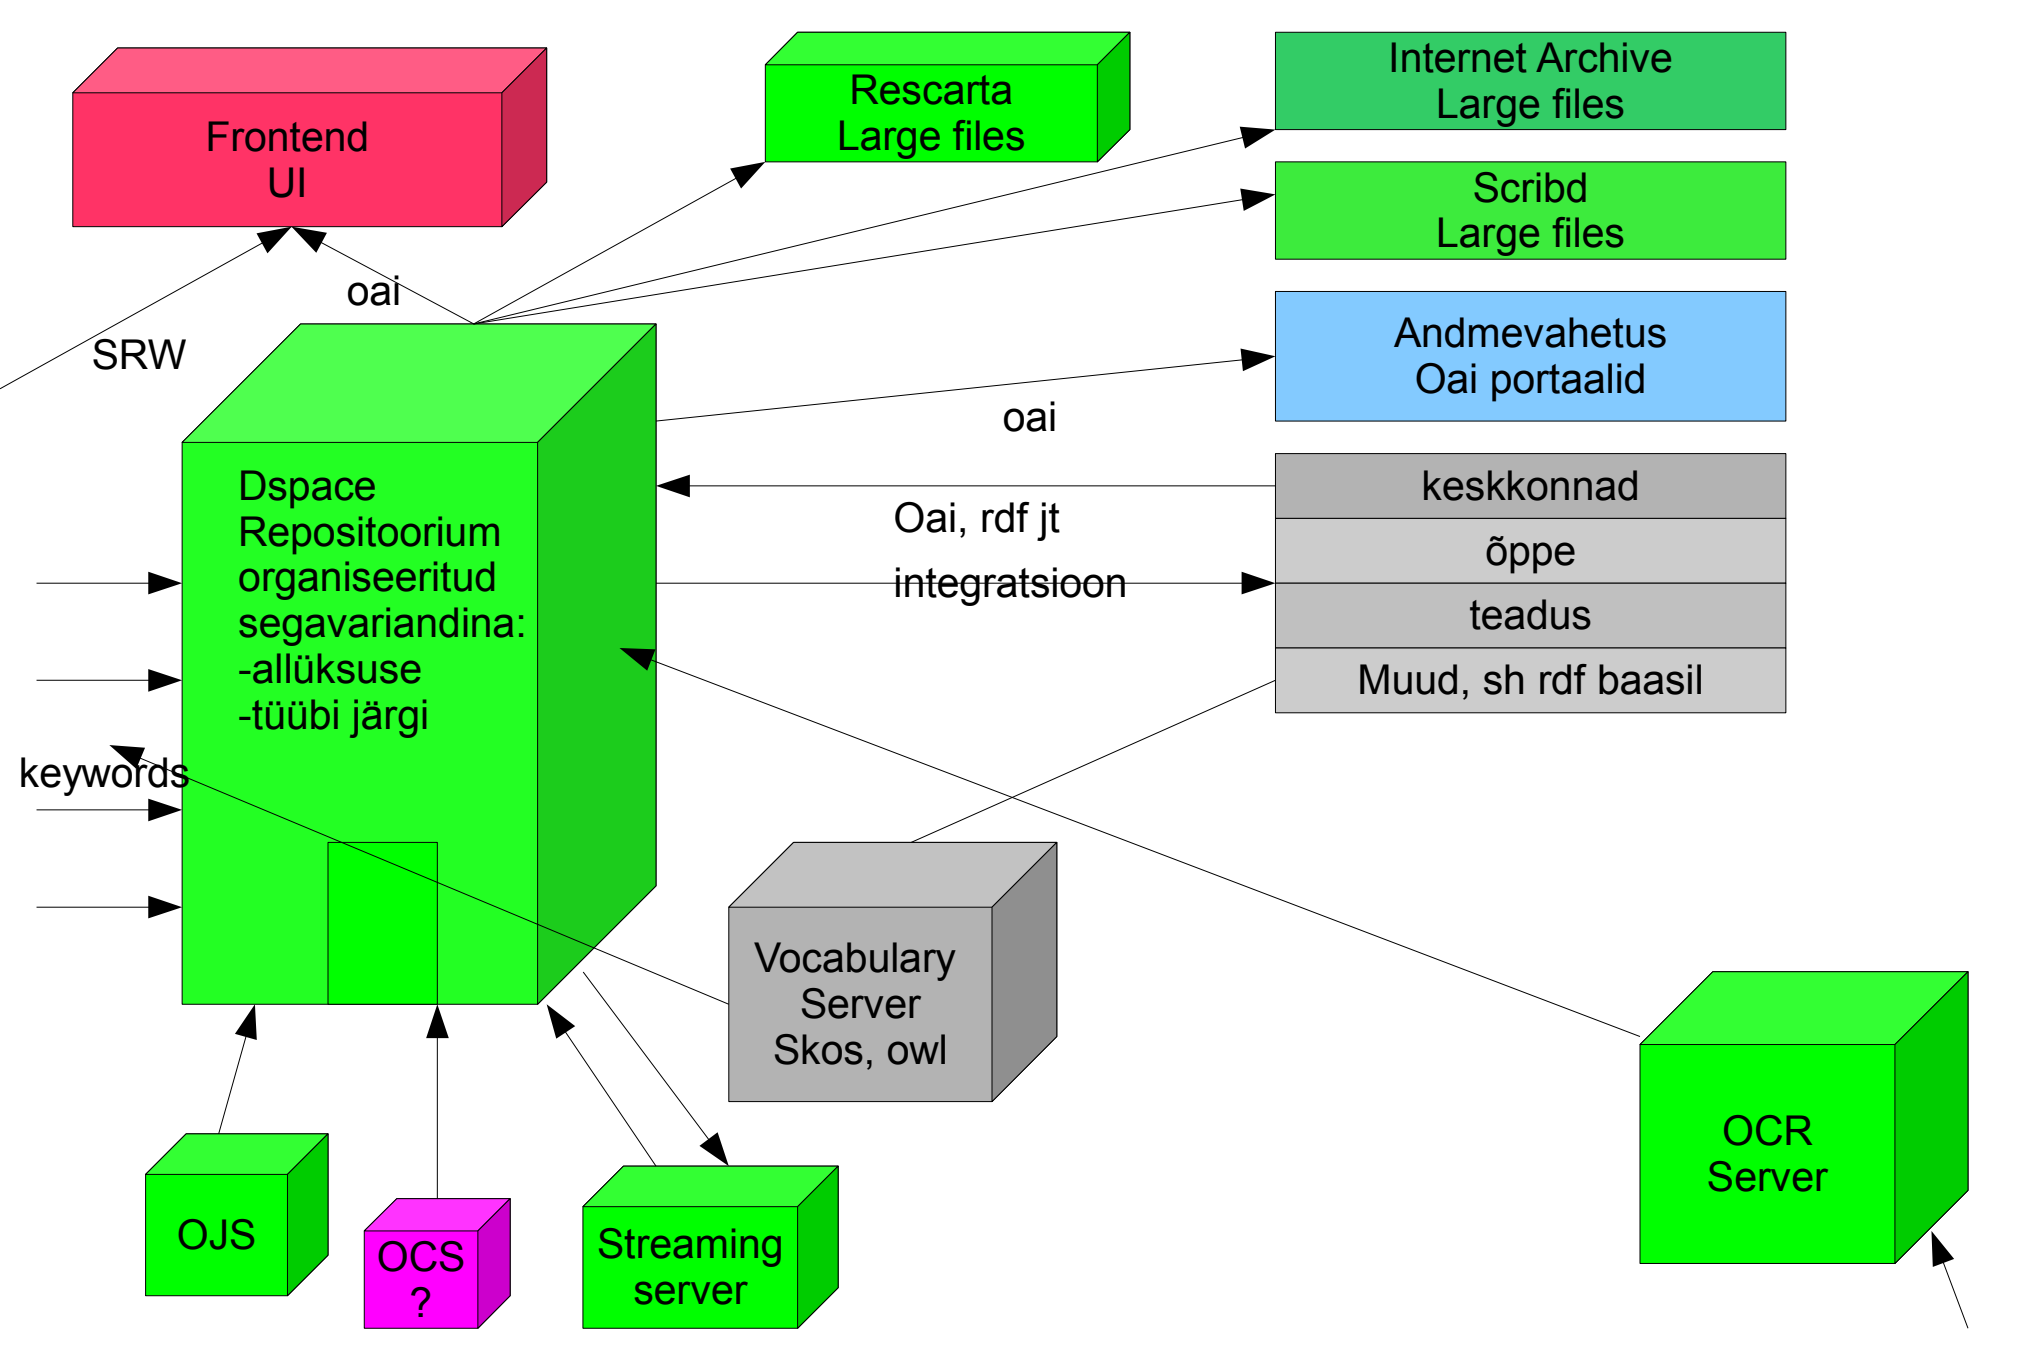 Frontend
UI
Rescarta
Large files
Internet Archive
Large files
Scribd
Large files
oai
SRW
Andmevahetus
Oai portaalid
oai
Dspace
Repositoorium
organiseeritud
segavariandina:
-allüksuse
-tüübi järgi
keskkonnad
Oai, rdf jt
õppe
integratsioon
teadus
Muud, sh rdf baasil
keywords
Vocabulary
Server
Skos, owl
OCR
Server
OJS
OCS
?
Streaming
server